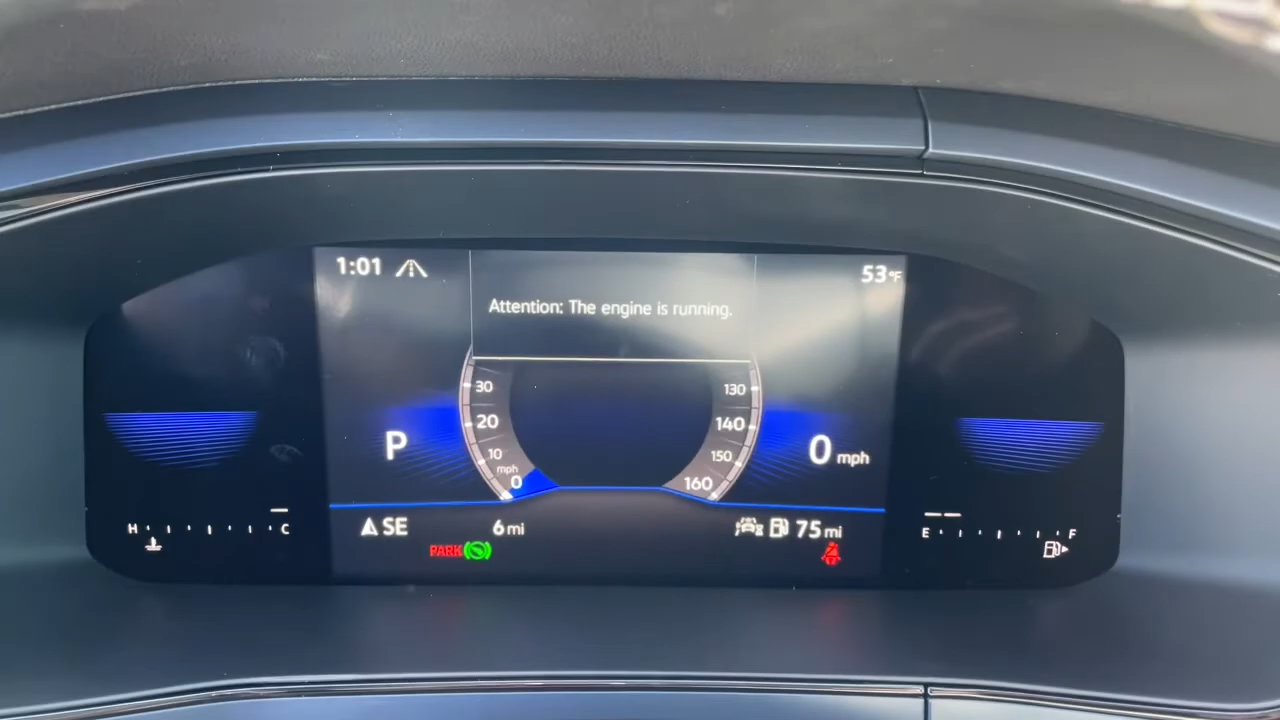 1:01
53°F
Attention: The engine is running.
30
130
20
140
10
150
mph
0
160
P
0 mph
H
C
SE
6 mi
75 mi
E
F
PARK